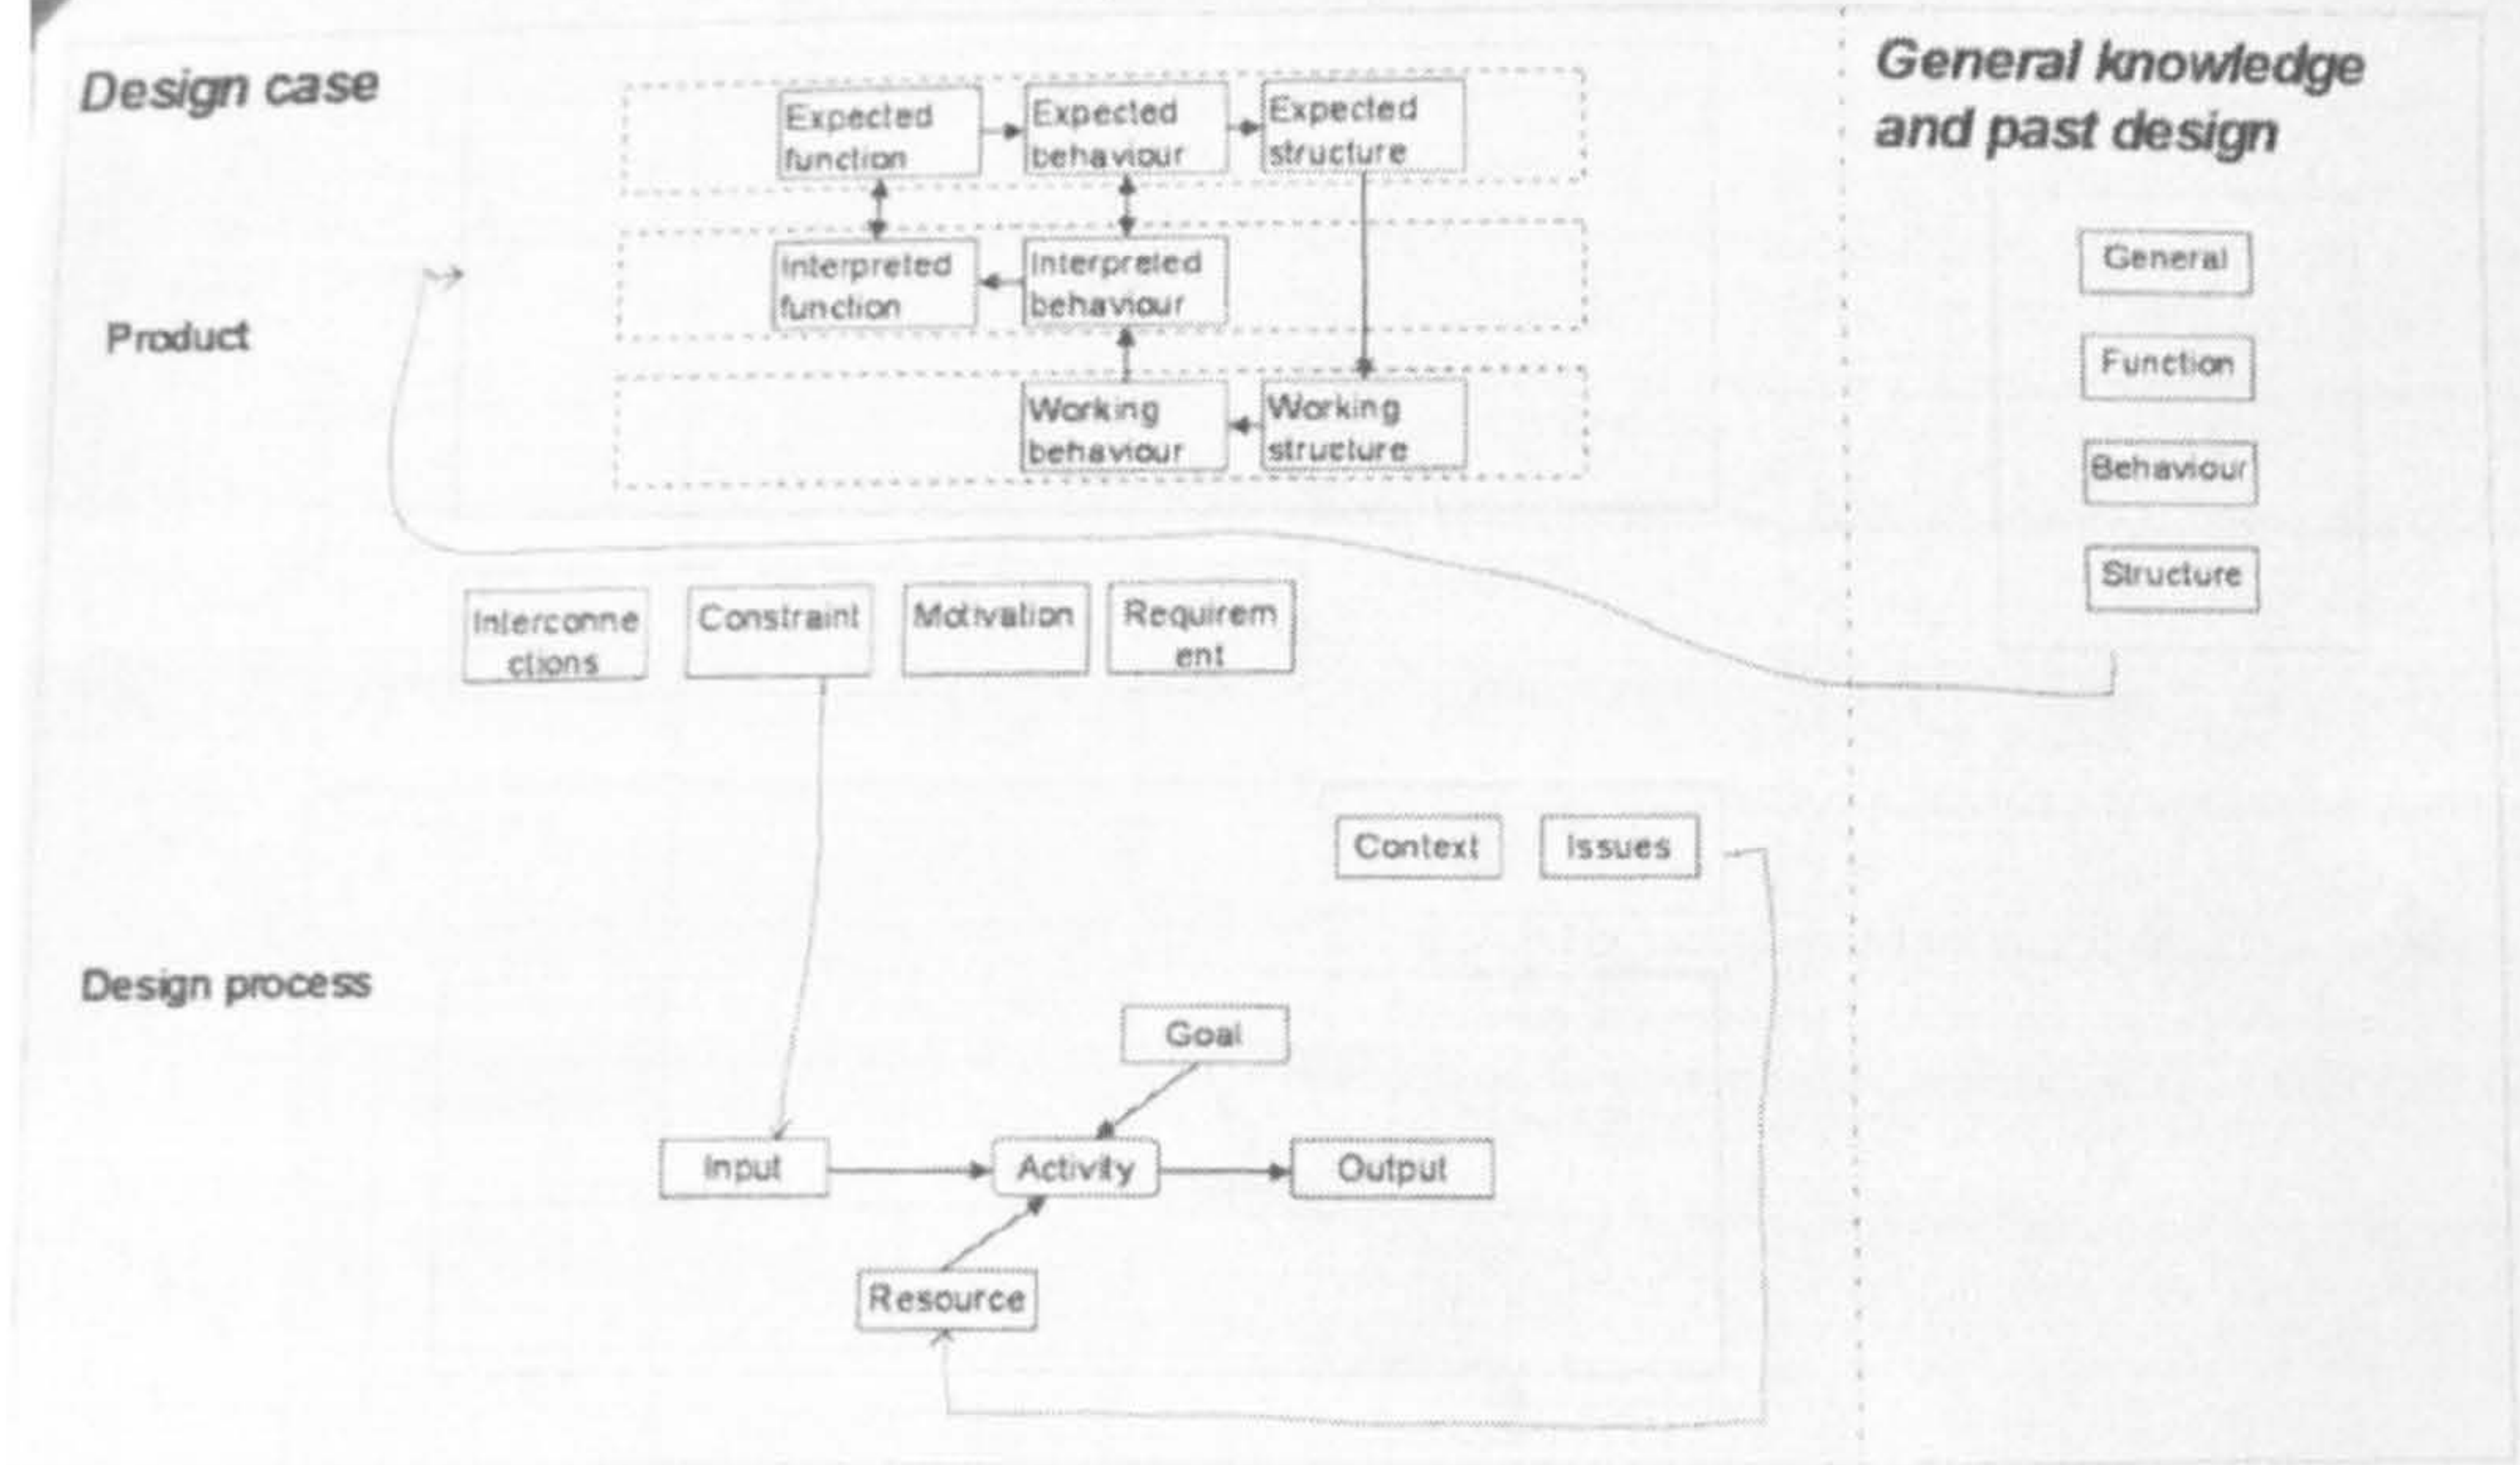 Design case
General knowledge
and past design
Expected
function
Expected
behaviour
Expected
structure
Interpreted
function
Interpreted
behaviour
Product
Working
behaviour
Working
structure
General
Function
Behaviour
Structure
Interconne
ctions
Constraint
Motivation
Requirem
ent
Context
Issues
Design process
Goal
Input
Activity
Output
Resource